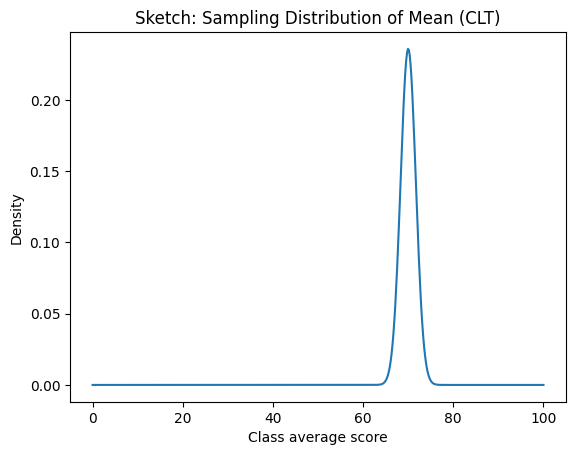 Sketch: Sampling Distribution of Mean (CLT)
Density
0.20
0.15
0.10
0.05
0.00
0 20 40 60 80 100
Class average score